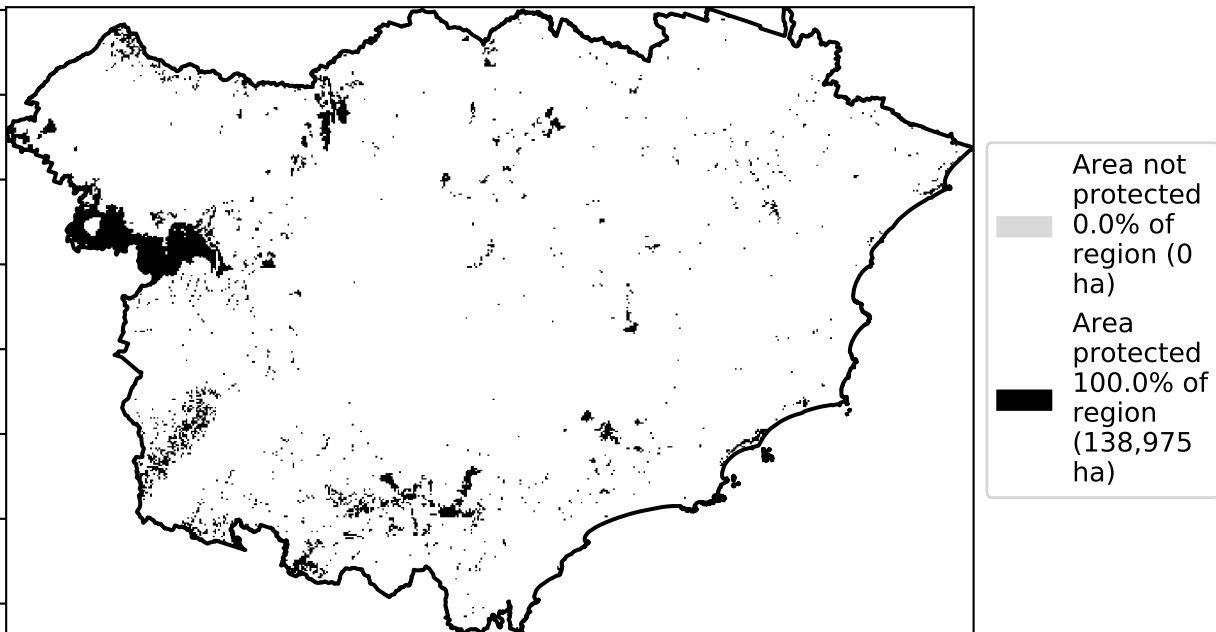 Area not
protected
0.0% of
region (0
ha)
Area
protected
100.0% of
region
(138,975
ha)